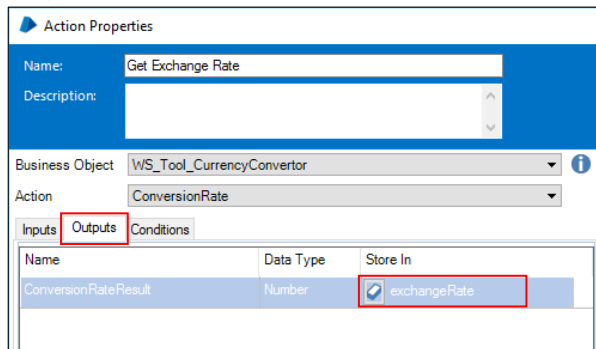 Action Properties
Name: Get Exchange Rate
Description:
Business Object WS_Tool_CurrencyConvertor
Action ConversionRate
Inputs Outputs Conditions
Name Data Type Store In
ConversionRateResult Number exchangeRate